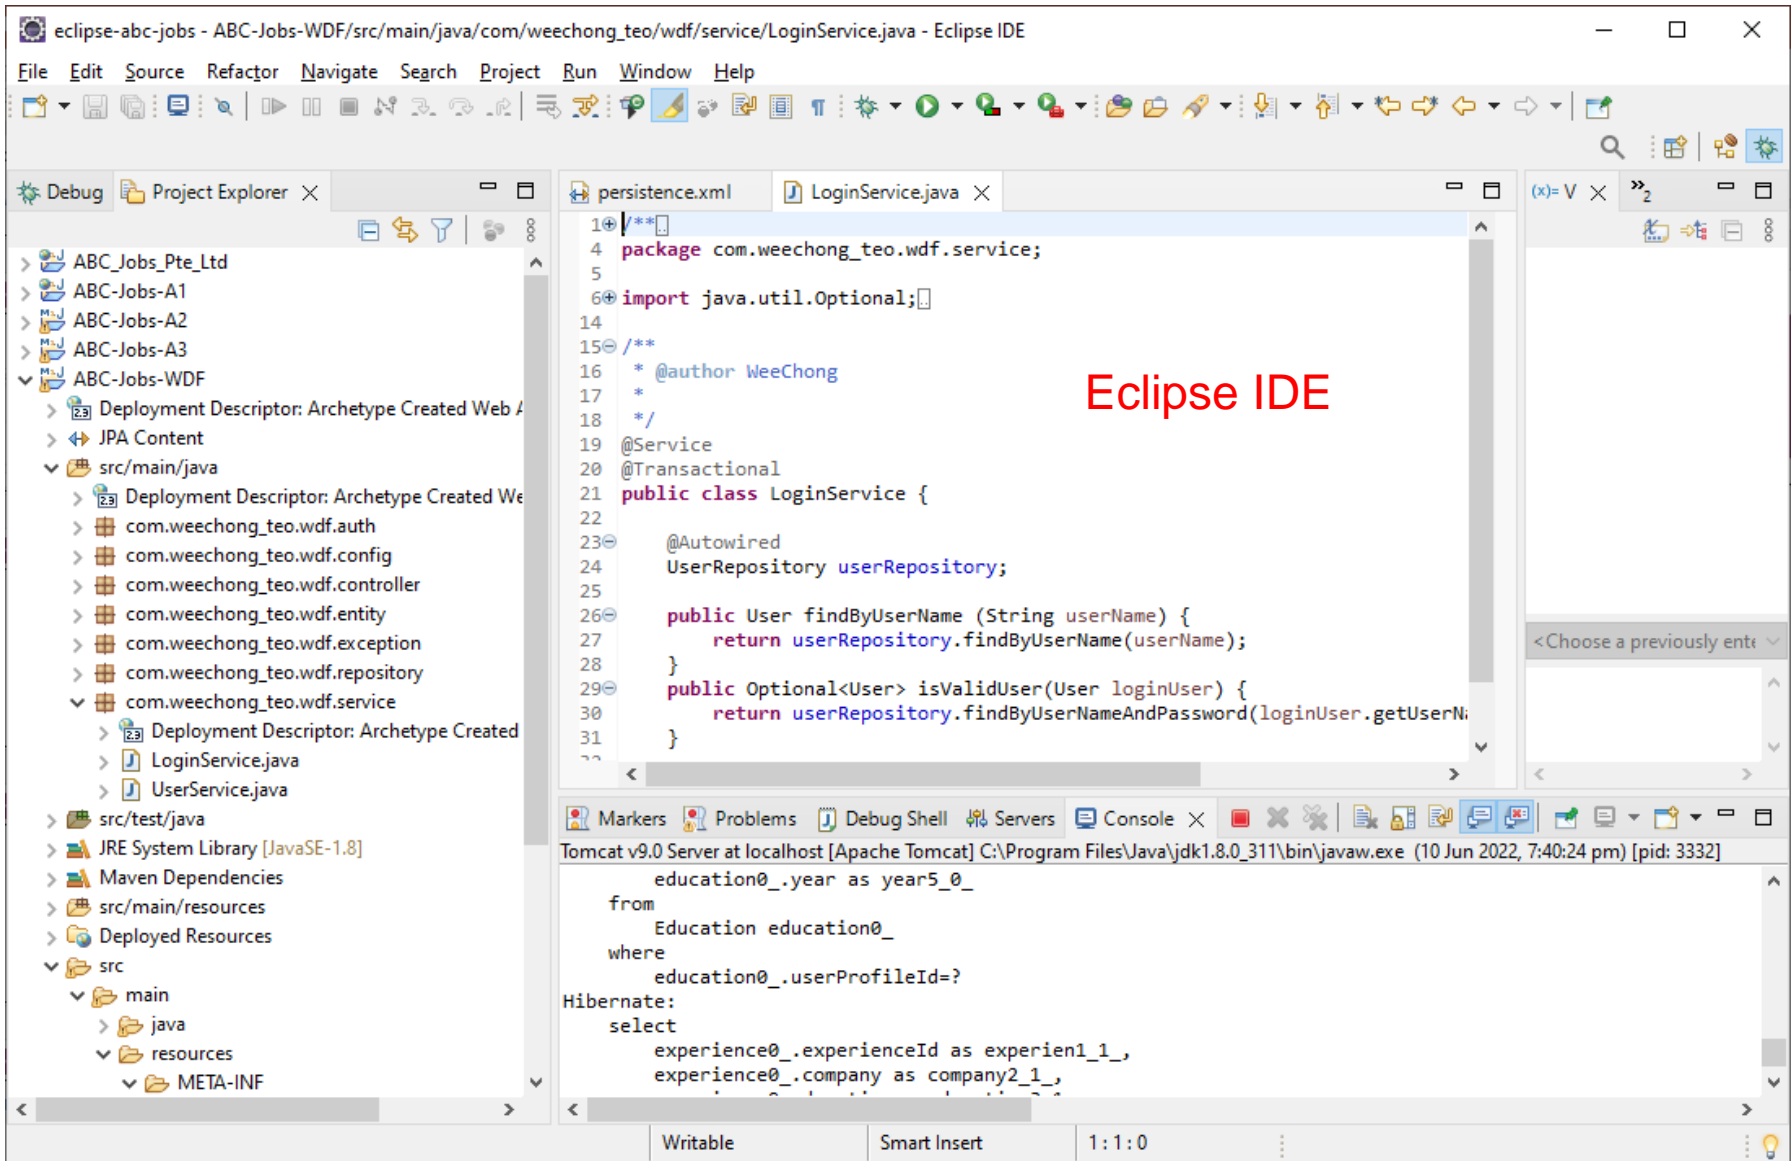 eclipse-abc-jobs - ABC-Jobs-WDF/src/main/java/com/weechong_teo/wdf/service/LoginService.java - Eclipse IDE
File Edit Source Refactor Navigate Search Project Run Window Help
Debug Project Explorer
ABC_Jobs_Pte_Ltd
ABC-Jobs-A1
ABC-Jobs-A2
ABC-Jobs-A3
ABC-Jobs-WDF
Deployment Descriptor: Archetype Created Web
JPA Content
src/main/java
Deployment Descriptor: Archetype Created We
com.weechong_teo.wdf.auth
com.weechong_teo.wdf.config
com.weechong_teo.wdf.controller
com.weechong_teo.wdf.entity
com.weechong_teo.wdf.exception
com.weechong_teo.wdf.repository
com.weechong_teo.wdf.service
Deployment Descriptor: Archetype Created
LoginService.java
UserService.java
src/test/java
JRE System Library [JavaSE-1.8]
Maven Dependencies
src/main/resources
Deployed Resources
src
main
java
resources
META-INF
persistence.xml LoginService.java
1 /**
4 package com.weechong_teo.wdf.service;
5
6 import java.util.Optional;
14
15 /**
16 * @author WeeChong
17 *
18 */
19 @Service
20 @Transactional
21 public class LoginService {
22
23 @Autowired
24 UserRepository userRepository;
25
26 public User findByUserName (String userName) {
27 return userRepository.findByUserName(userName);
28 }
29 public Optional<User> isValidUser(User loginUser) {
30 return userRepository.findByUserNameAndPassword(loginUser.getUserN
31 }
Eclipse IDE
(x)= V »2
<Choose a previously ente
Markers Problems Debug Shell Servers Console
Tomcat v9.0 Server at localhost [Apache Tomcat] C:\Program Files\Java\jdk1.8.0_311\bin\javaw.exe (10 Jun 2022, 7:40:24 pm) [pid: 3332]
education0_.year as year5_0_
from
Education education0_
where
education0_.userProfileId=?
Hibernate:
select
experience0_.experienceId as experien1_1_,
experience0_.company as company2_1_,
Writable Smart Insert 1 : 1 : 0